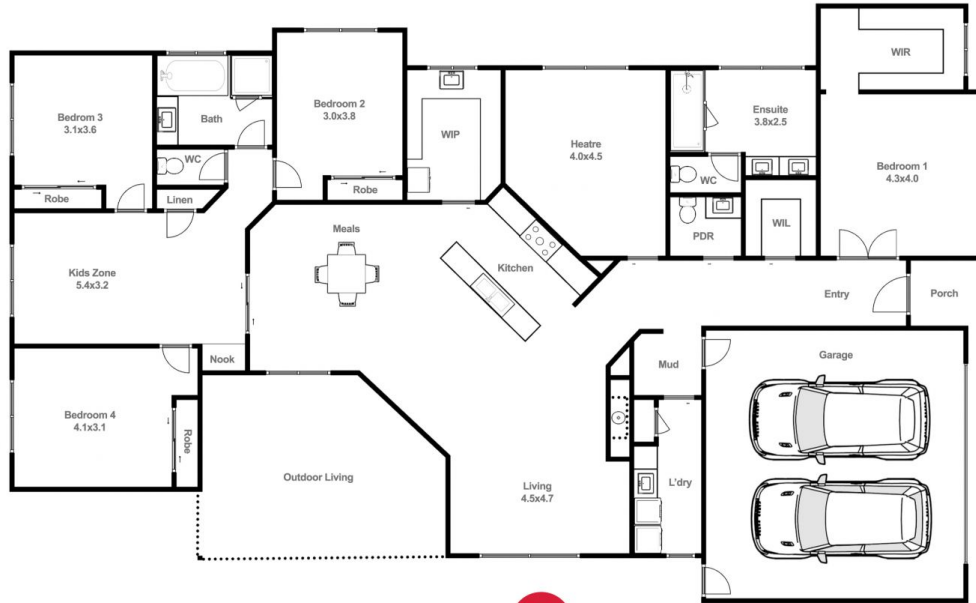 WIR
Bedrom 3
3.1x3.6
Bath
Bedroom 2
3.0x3.8
WIP
Heatre
4.0x4.5
Ensuite
3.8x2.5
Bedroom 1
4.3x4.0
WC
WC
Robe
Linen
Robe
PDR
WIL
Meals
Kitchen
Kids Zone
5.4x3.2
Entry
Porch
Nook
Mud
Garage
Bedroom 4
4.1x3.1
Robe
Outdoor Living
Living
4.5x4.7
L'dry